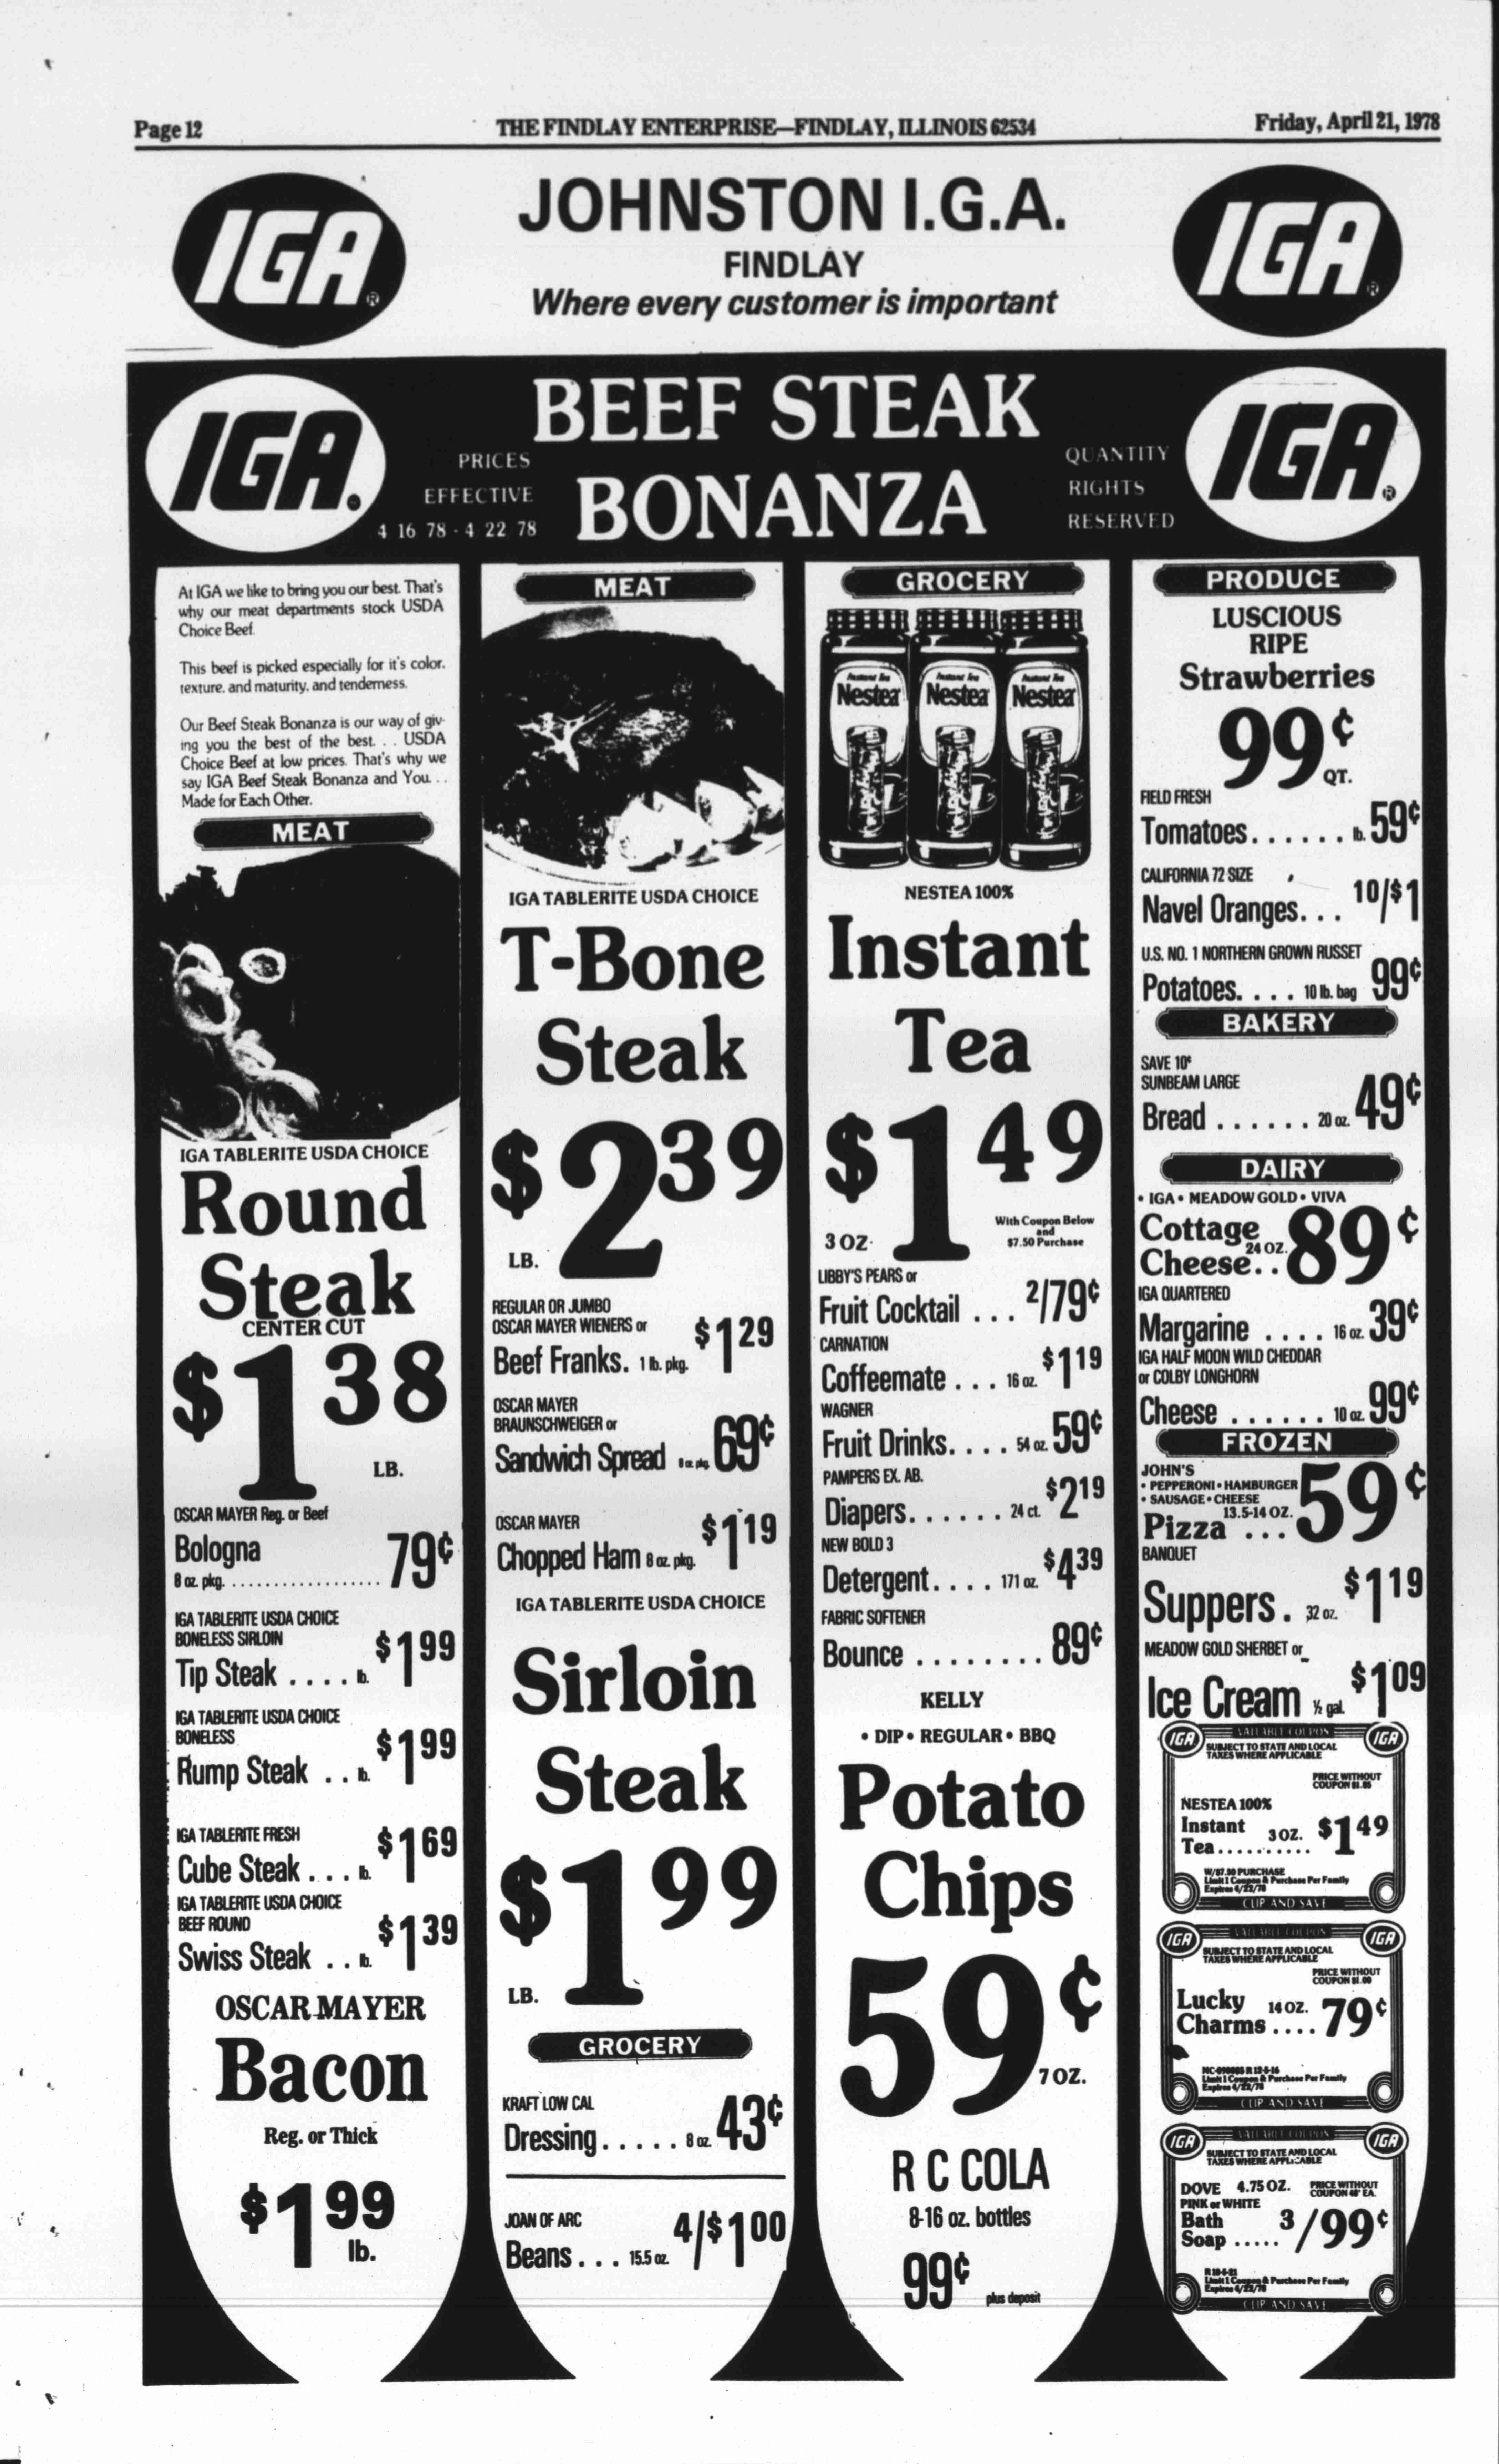 Page 12
THE FINDLAY ENTERPRISE—FINDLAY, ILLINOIS 62534
Friday, April 21, 1978
IGA®
JOHNSTON I.G.A.
FINDLAY
Where every customer is important
IGA®
IGA.
PRICES
EFFECTIVE
4 16 78 - 4 22 78
BEEF STEAK
BONANZA
QUANTITY
RIGHTS
RESERVED
IGA®
At IGA we like to bring you our best. That's
why our meat departments stock USDA
Choice Beef.
This beef is picked especially for it's color,
texture, and maturity, and tenderness.
Our Beef Steak Bonanza is our way of giv-
ing you the best of the best. . . USDA
Choice Beef at low prices. That's why we
say IGA Beef Steak Bonanza and You. . .
Made for Each Other.
MEAT
IGA TABLERITE USDA CHOICE
Round
Steak
CENTER CUT
$1 38
LB.
OSCAR MAYER Reg. or Beef
Bologna
8 oz. pkg. . . . . . . . . . . 79¢
IGA TABLERITE USDA CHOICE
BONELESS SIRLOIN
Tip Steak . . . . lb. $1 99
IGA TABLERITE USDA CHOICE
BONELESS
Rump Steak . . lb. $1 99
IGA TABLERITE FRESH
Cube Steak . . . lb. $1 69
IGA TABLERITE USDA CHOICE
BEEF ROUND
Swiss Steak . . lb. $1 39
OSCAR MAYER
Bacon
Reg. or Thick
$1 99
lb.
MEAT
IGA TABLERITE USDA CHOICE
T-Bone
Steak
$2 39
LB.
REGULAR OR JUMBO
OSCAR MAYER WIENERS or
Beef Franks. 1 lb. pkg. $1 29
OSCAR MAYER
BRAUNSCHWEIGER or
Sandwich Spread . . . 8 oz. pkg. 69¢
OSCAR MAYER
Chopped Ham 8 oz. pkg. $1 19
IGA TABLERITE USDA CHOICE
Sirloin
Steak
$1 99
LB.
GROCERY
KRAFT LOW CAL
Dressing . . . . . 8 oz. 43¢
JOAN OF ARC
Beans . . . 15.5 oz. 4/$1 00
GROCERY
Instant Tea
Nestea
Instant Tea
Nestea
Instant Tea
Nestea
NESTEA 100%
Instant
Tea
$1 49
3 OZ.
With Coupon Below
and
$7.50 Purchase
LIBBY'S PEARS or
Fruit Cocktail . . . 2/79¢
CARNATION
Coffeemate . . . 16 oz. $1 19
WAGNER
Fruit Drinks. . . . 54 oz. 59¢
PAMPERS EX. AB.
Diapers. . . . . . 24 ct. $2 19
NEW BOLD 3
Detergent. . . . 171 oz. $4 39
FABRIC SOFTENER
Bounce . . . . . . . . 89¢
KELLY
• DIP • REGULAR • BBQ
Potato
Chips
59¢
7 OZ.
R C COLA
8-16 oz. bottles
99¢ plus deposit
PRODUCE
LUSCIOUS
RIPE
Strawberries
99¢
QT.
FIELD FRESH
Tomatoes. . . . . . lb. 59¢
CALIFORNIA 72 SIZE
Navel Oranges. . . 10/$1
U.S. NO. 1 NORTHERN GROWN RUSSET
Potatoes. . . . 10 lb. bag 99¢
BAKERY
SAVE 10¢
SUNBEAM LARGE
Bread . . . . . . 20 oz. 49¢
DAIRY
• IGA • MEADOW GOLD • VIVA
Cottage
Cheese. . 24 OZ. 89¢
IGA QUARTERED
Margarine . . . . 16 oz. 39¢
IGA HALF MOON WILD CHEDDAR
or COLBY LONGHORN
Cheese . . . . . . 10 oz. 99¢
FROZEN
JOHN'S
• PEPPERONI • HAMBURGER
• SAUSAGE • CHEESE
13.5-14 OZ.
Pizza . . . 59¢
BANQUET
Suppers . 32 oz. $1 19
MEADOW GOLD SHERBET or
Ice Cream ½ gal. $1 09
IGA VALUABLE COUPON IGA
SUBJECT TO STATE AND LOCAL
TAXES WHERE APPLICABLE
PRICE WITHOUT
COUPON
NESTEA 100%
Instant
Tea. . . . . . . . . . 3 OZ. $1 49
W/$7.50 PURCHASE
Limit 1 Coupon & Purchase Per Family
Expires 4/22/78
CLIP AND SAVE
IGA VALUABLE COUPON IGA
SUBJECT TO STATE AND LOCAL
TAXES WHERE APPLICABLE
PRICE WITHOUT
COUPON
Lucky
Charms . . . . 14 OZ. 79¢
Limit 1 Coupon & Purchase Per Family
Expires 4/22/78
CLIP AND SAVE
IGA VALUABLE COUPON IGA
SUBJECT TO STATE AND LOCAL
TAXES WHERE APPLICABLE
DOVE 4.75 OZ.
PRICE WITHOUT
COUPON EA.
PINK or WHITE
Bath
Soap . . . . . 3/99¢
Limit 1 Coupon & Purchase Per Family
Expires 4/22/78
CLIP AND SAVE